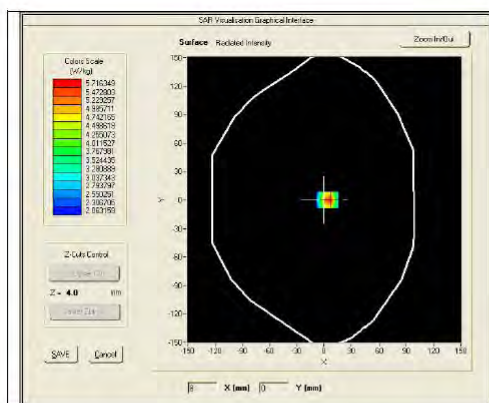 SAR Visualisation Graphical Interface
Surface Radiated Intensity
Zoom In/Out
Colors Scale
(W/kg)
5.716349
5.472803
5.229257
4.985711
4.742165
4.498619
4.255073
4.011527
3.767981
3.524435
3.280889
3.037343
2.793797
2.550251
2.306705
2.063159
150
120
90
60
30
0
-30
-60
-90
-120
-150
Y
-150 -120 -90 -60 -30 0 30 60 90 120 150
X
Z-Cuts Control
Z = 4.0 mm
SAVE
Cancel
8 X (mm) 0 Y (mm)